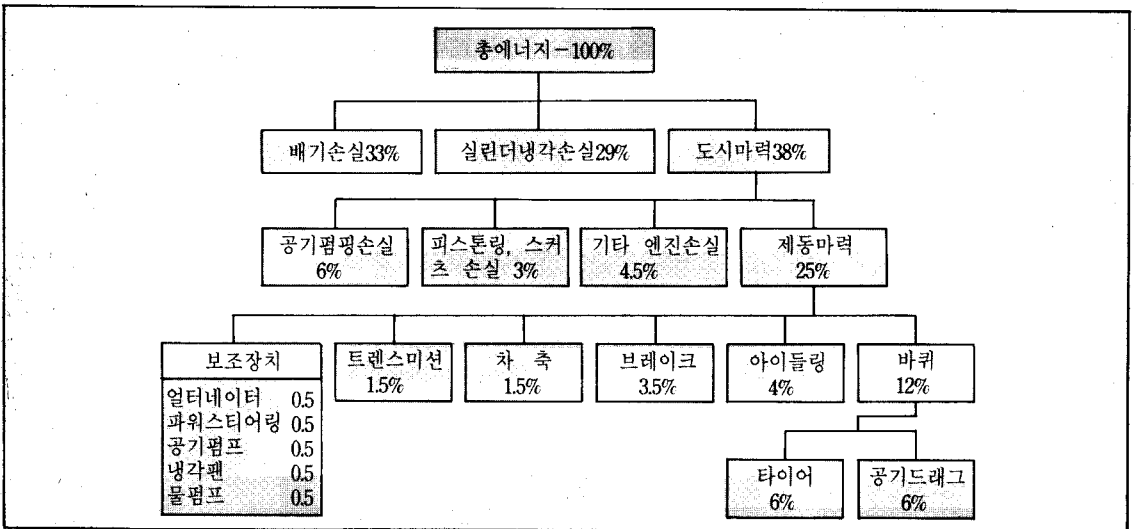 총에너지-100%
배기손실33%
실린더냉각손실29%
도시마력38%
공기펌핑손실
6%
피스톤링, 스커
츠 손실 3%
기타 엔진손실
4.5%
제동마력
25%
보조장치
얼터네이터 0.5
파워스티어링 0.5
공기펌프 0.5
냉각팬 0.5
물펌프 0.5
트렌스미션
1.5%
차 축
1.5%
브레이크
3.5%
아이들링
4%
바퀴
12%
타이어
6%
공기드래그
6%